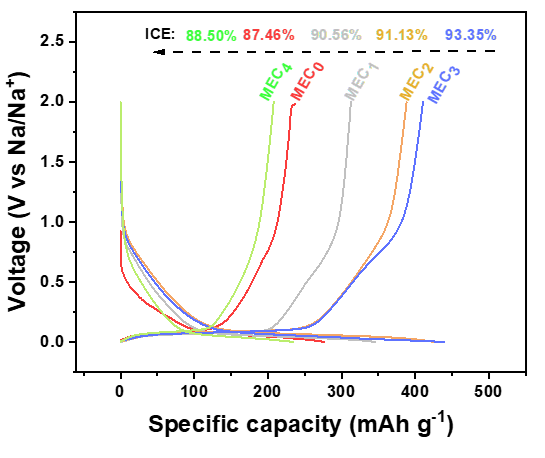 ICE: 88.50% 87.46% 90.56% 91.13% 93.35%
MEC4 MEC0 MEC1 MEC2 MEC3
2.5
2.0
1.5
1.0
0.5
0.0
Voltage (V vs Na/Na+)
0 100 200 300 400 500
Specific capacity (mAh g-1)